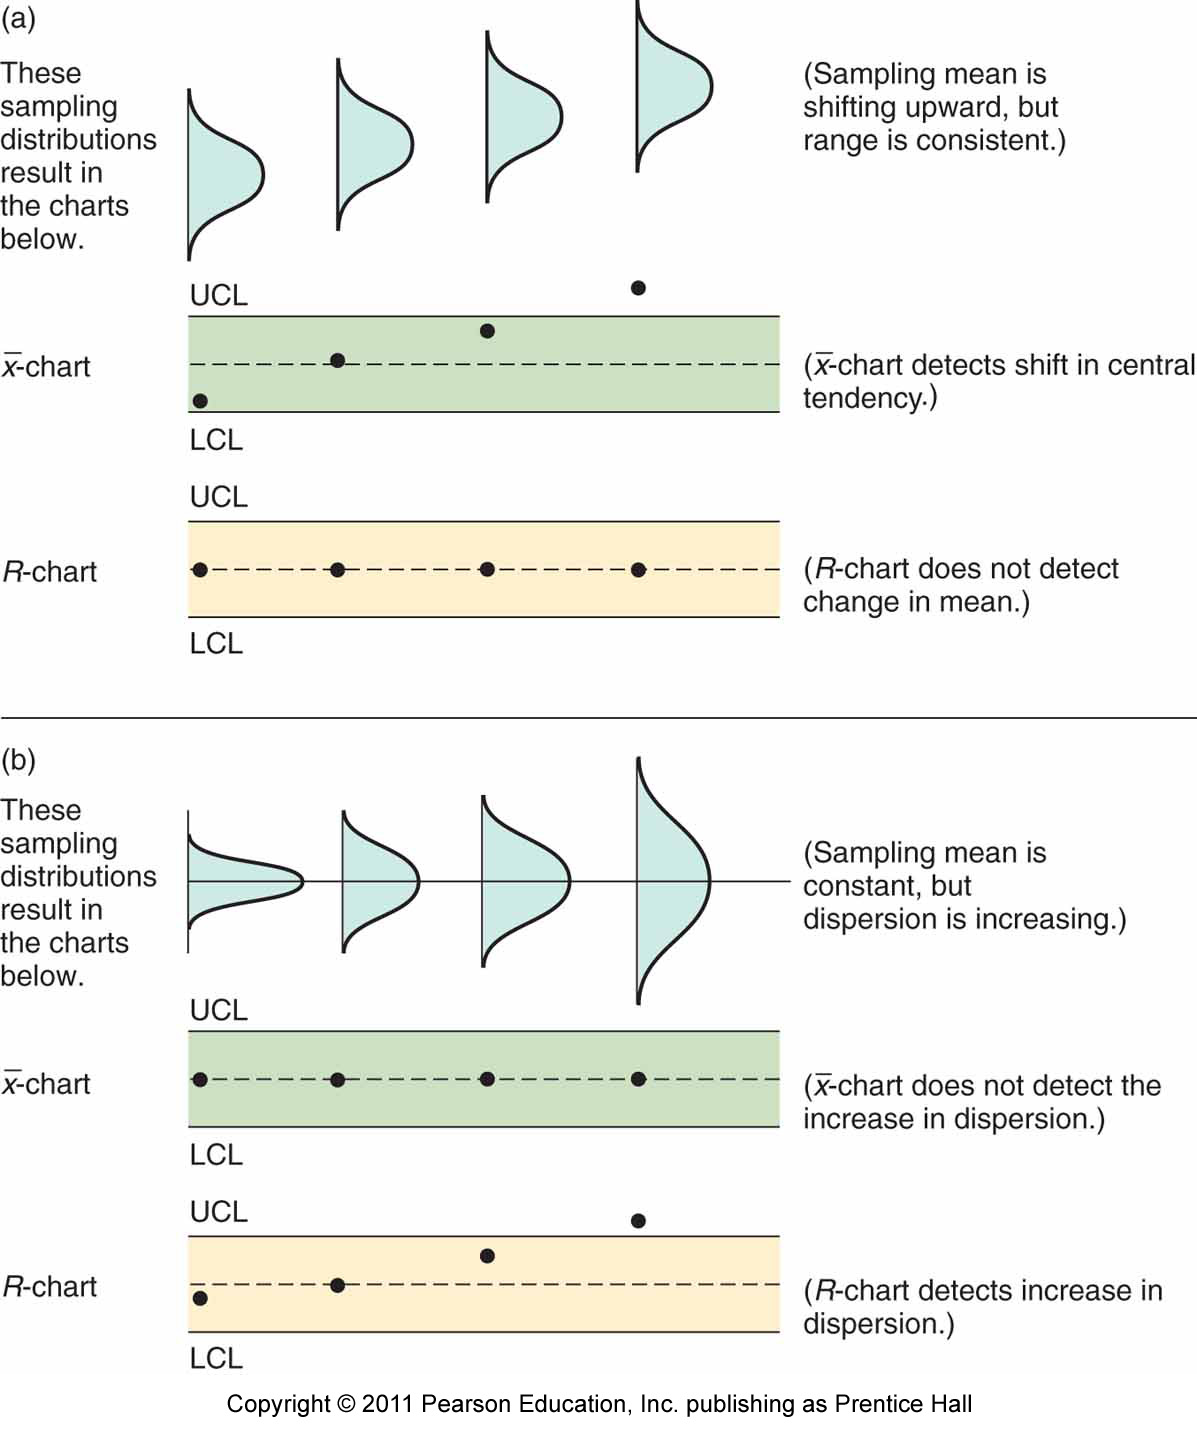 (a)
These
sampling
distributions
result in
the charts
below.
(Sampling mean is
shifting upward, but
range is consistent.)
UCL
x̅-chart
(x̅-chart detects shift in central
tendency.)
LCL
UCL
R-chart
(R-chart does not detect
change in mean.)
LCL
(b)
These
sampling
distributions
result in
the charts
below.
(Sampling mean is
constant, but
dispersion is increasing.)
UCL
x̅-chart
(x̅-chart does not detect the
increase in dispersion.)
LCL
UCL
R-chart
(R-chart detects increase in
dispersion.)
LCL
Copyright © 2011 Pearson Education, Inc. publishing as Prentice Hall